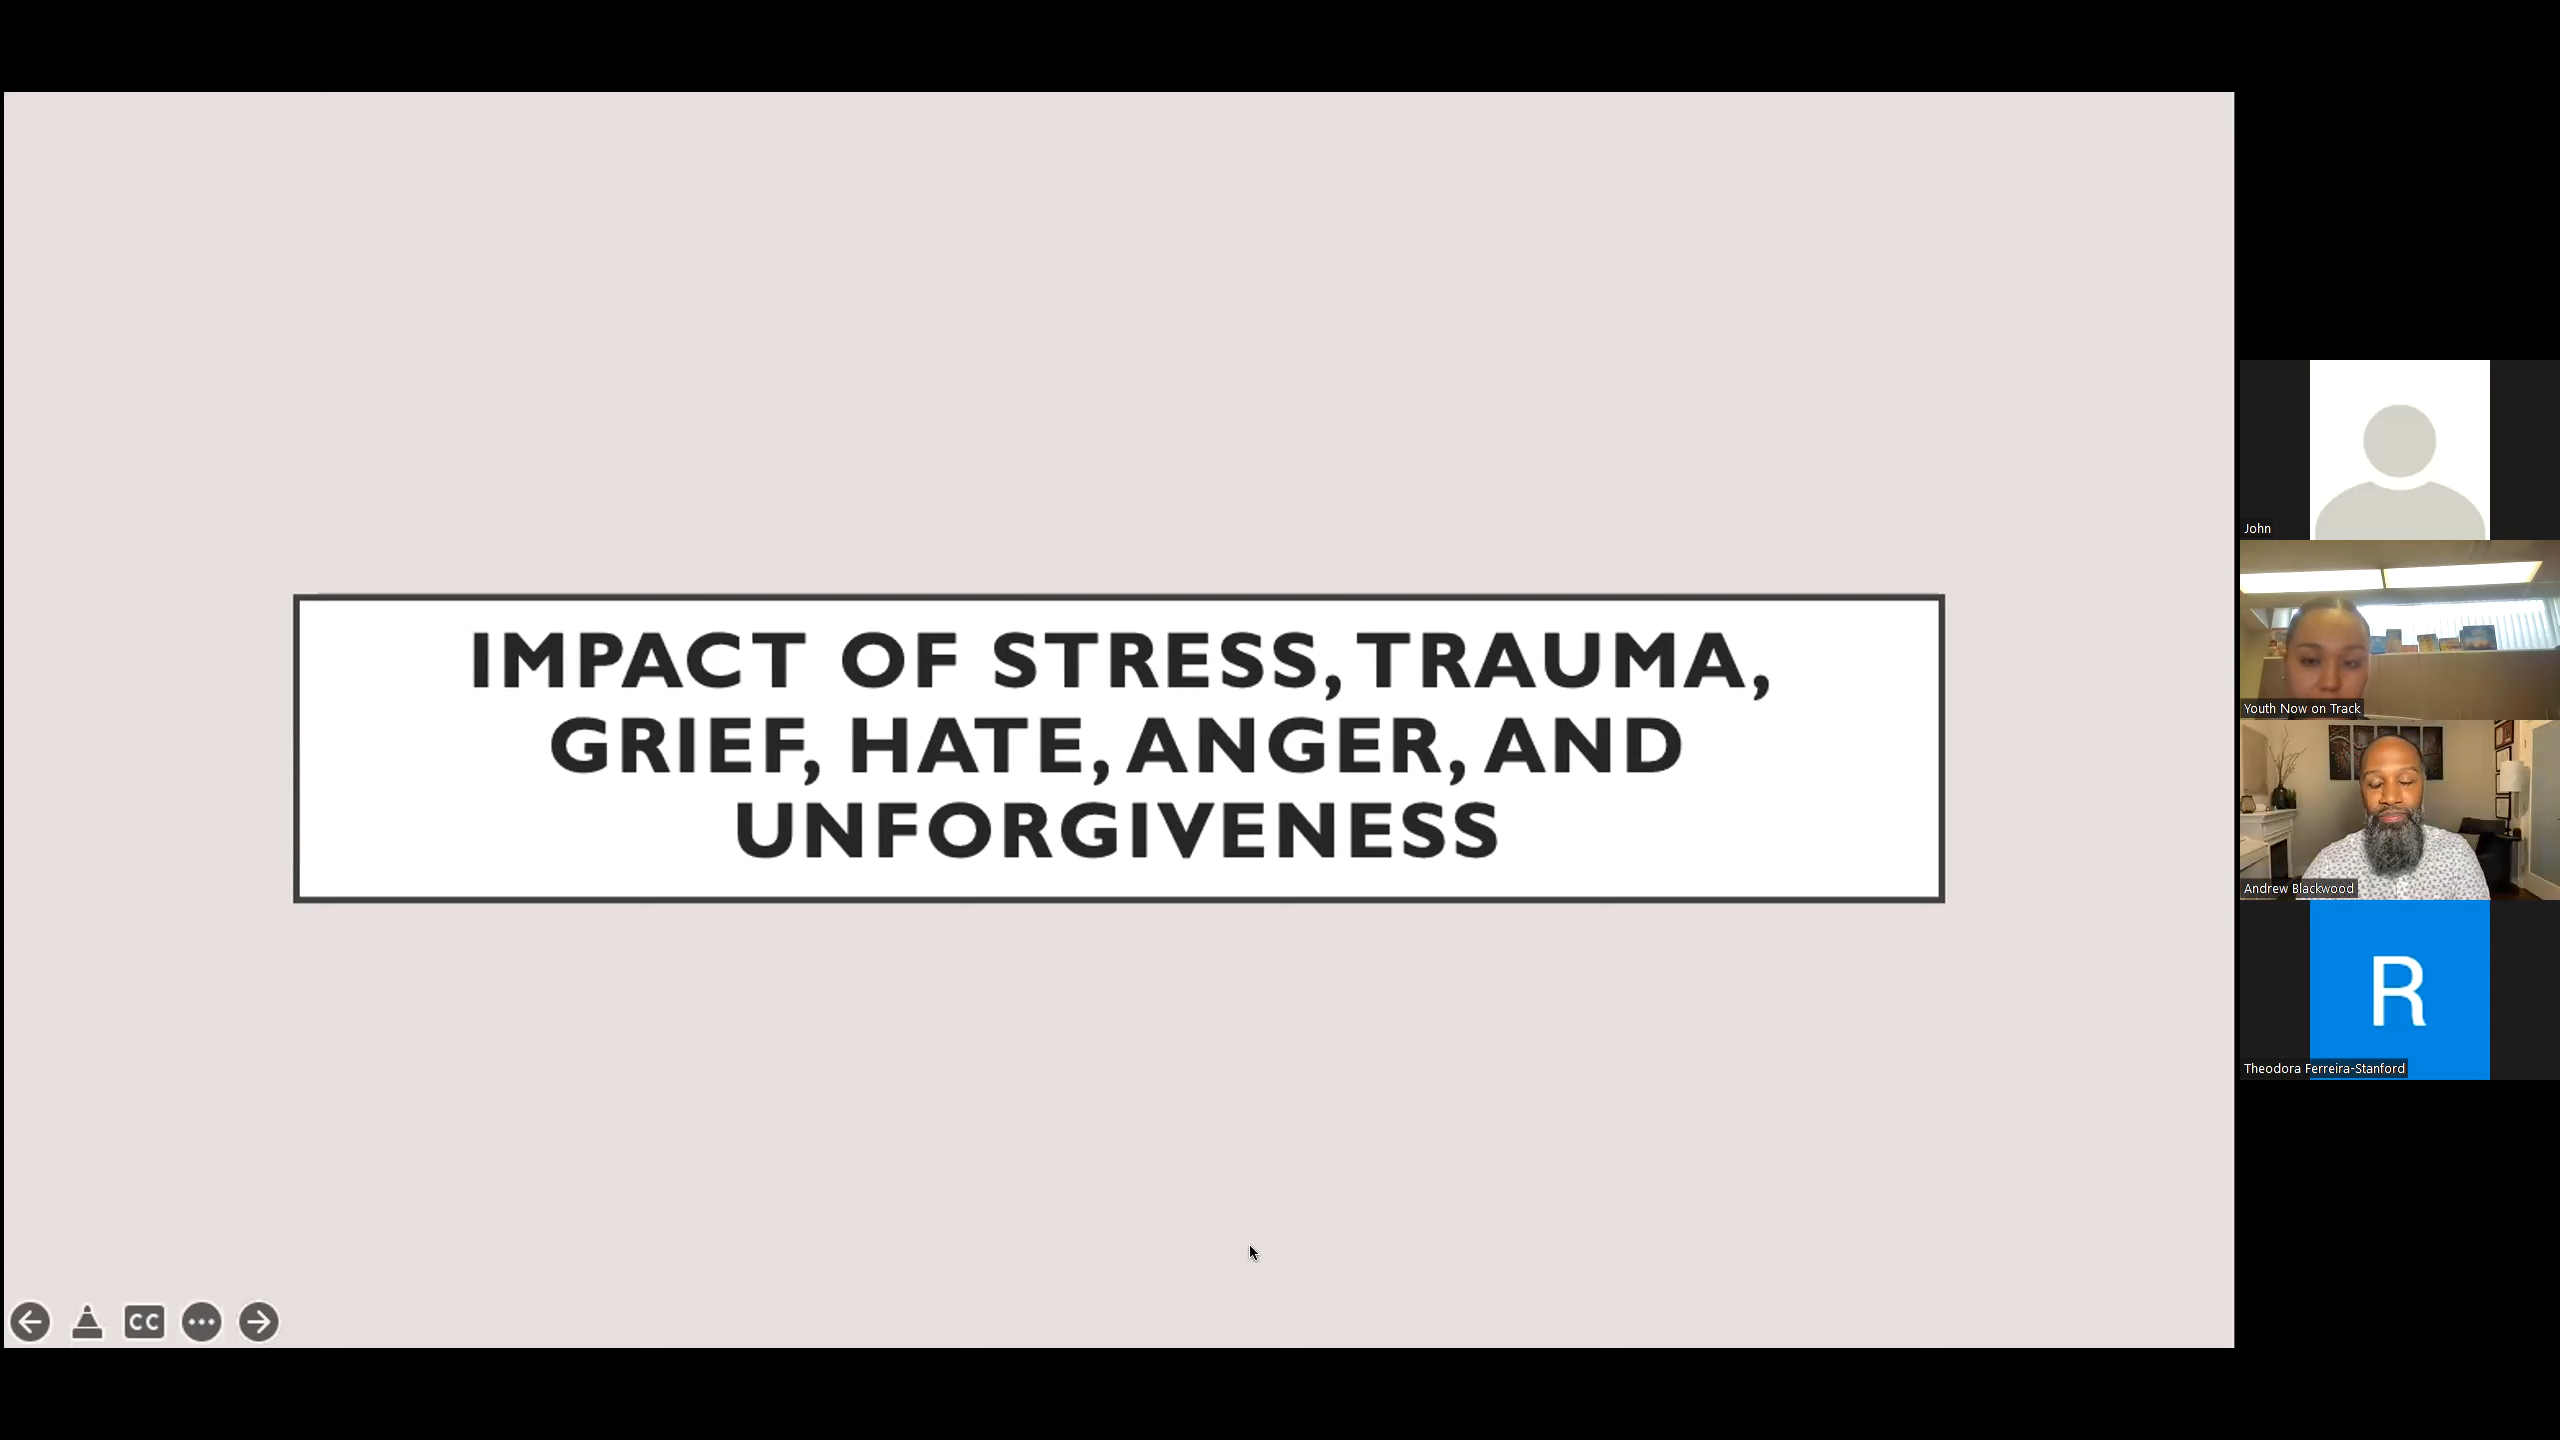 IMPACT OF STRESS, TRAUMA,
GRIEF, HATE, ANGER, AND
UNFORGIVENESS
John
Youth Now on Track
Andrew Blackwood
R
Theodora Ferreira-Stanford
CC